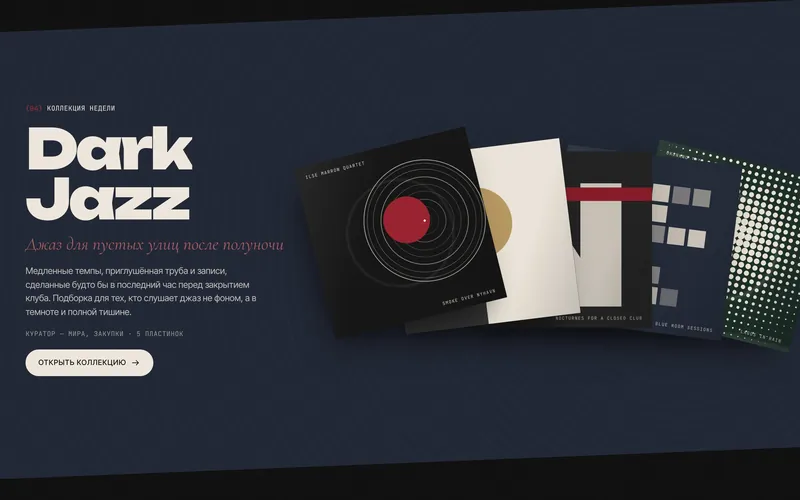 (04) КОЛЛЕКЦИЯ НЕДЕЛИ
Dark
Jazz
Джаз для пустых улиц после полуночи
Медленные темпы, приглушённая труба и записи,
сделанные будто бы в последний час перед закрытием
клуба. Подборка для тех, кто слушает джаз не фоном, а в
темноте и полной тишине.
КУРАТОР — МИРА, ЗАКУПКИ · 5 ПЛАСТИНОК
ОТКРЫТЬ КОЛЛЕКЦИЮ →
ILSE MARRON QUARTET
SMOKE OVER NYHAVN
NOCTURNES FOR A CLOSED CLUB
BLUE ROOM SESSIONS